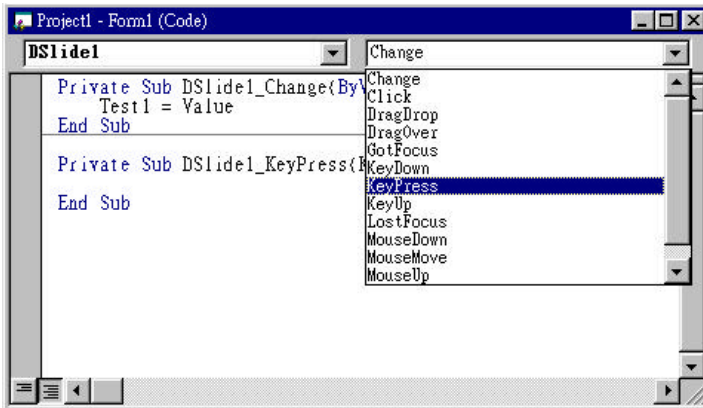 Project1 - Form1 (Code)
DSlide1
Change
Private Sub DSlide1_Change(ByV
Test1 = Value
End Sub
Private Sub DSlide1_KeyPress(K
End Sub
Change
Click
DragDrop
DragOver
GotFocus
KeyDown
KeyPress
KeyUp
LostFocus
MouseDown
MouseMove
MouseUp